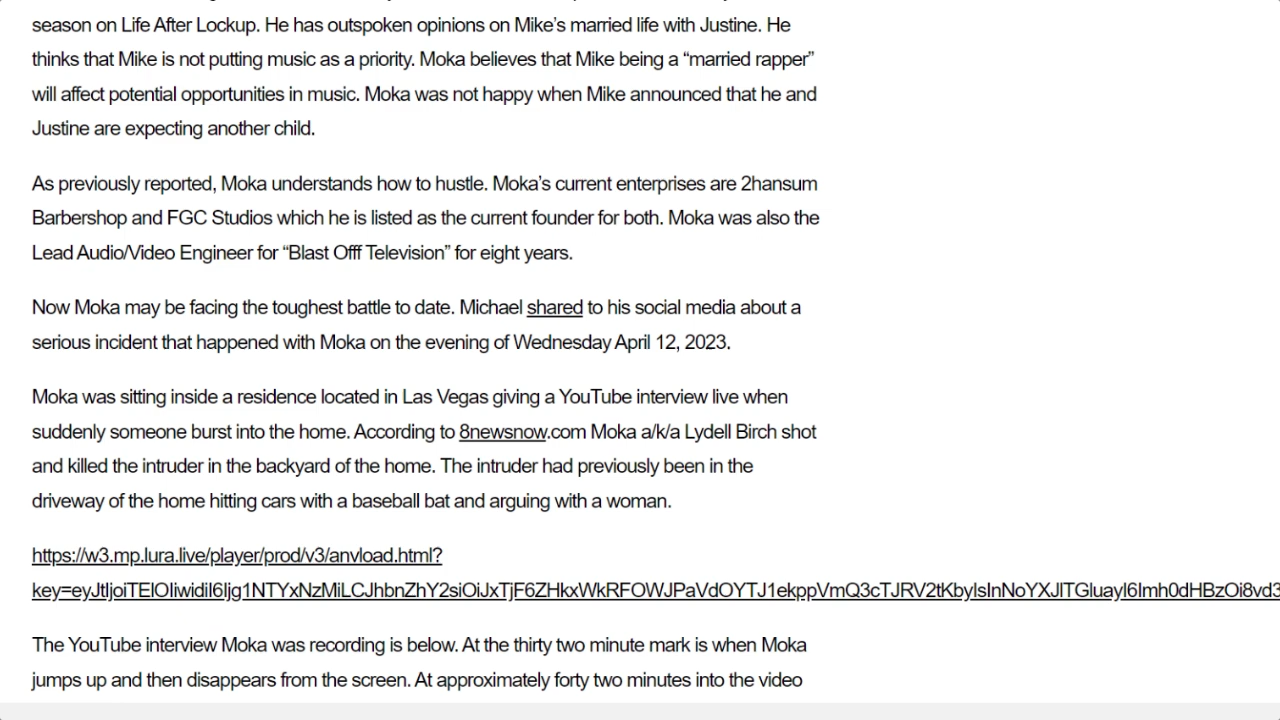 season on Life After Lockup. He has outspoken opinions on Mike’s married life with Justine. He
thinks that Mike is not putting music as a priority. Moka believes that Mike being a “married rapper”
will affect potential opportunities in music. Moka was not happy when Mike announced that he and
Justine are expecting another child.
As previously reported, Moka understands how to hustle. Moka’s current enterprises are 2hansum
Barbershop and FGC Studios which he is listed as the current founder for both. Moka was also the
Lead Audio/Video Engineer for “Blast Offf Television” for eight years.
Now Moka may be facing the toughest battle to date. Michael shared to his social media about a
serious incident that happened with Moka on the evening of Wednesday April 12, 2023.
Moka was sitting inside a residence located in Las Vegas giving a YouTube interview live when
suddenly someone burst into the home. According to 8newsnow.com Moka a/k/a Lydell Birch shot
and killed the intruder in the backyard of the home. The intruder had previously been in the
driveway of the home hitting cars with a baseball bat and arguing with a woman.
https://w3.mp.lura.live/player/prod/v3/anvload.html?
The YouTube interview Moka was recording is below. At the thirty two minute mark is when Moka
jumps up and then disappears from the screen. At approximately forty two minutes into the video